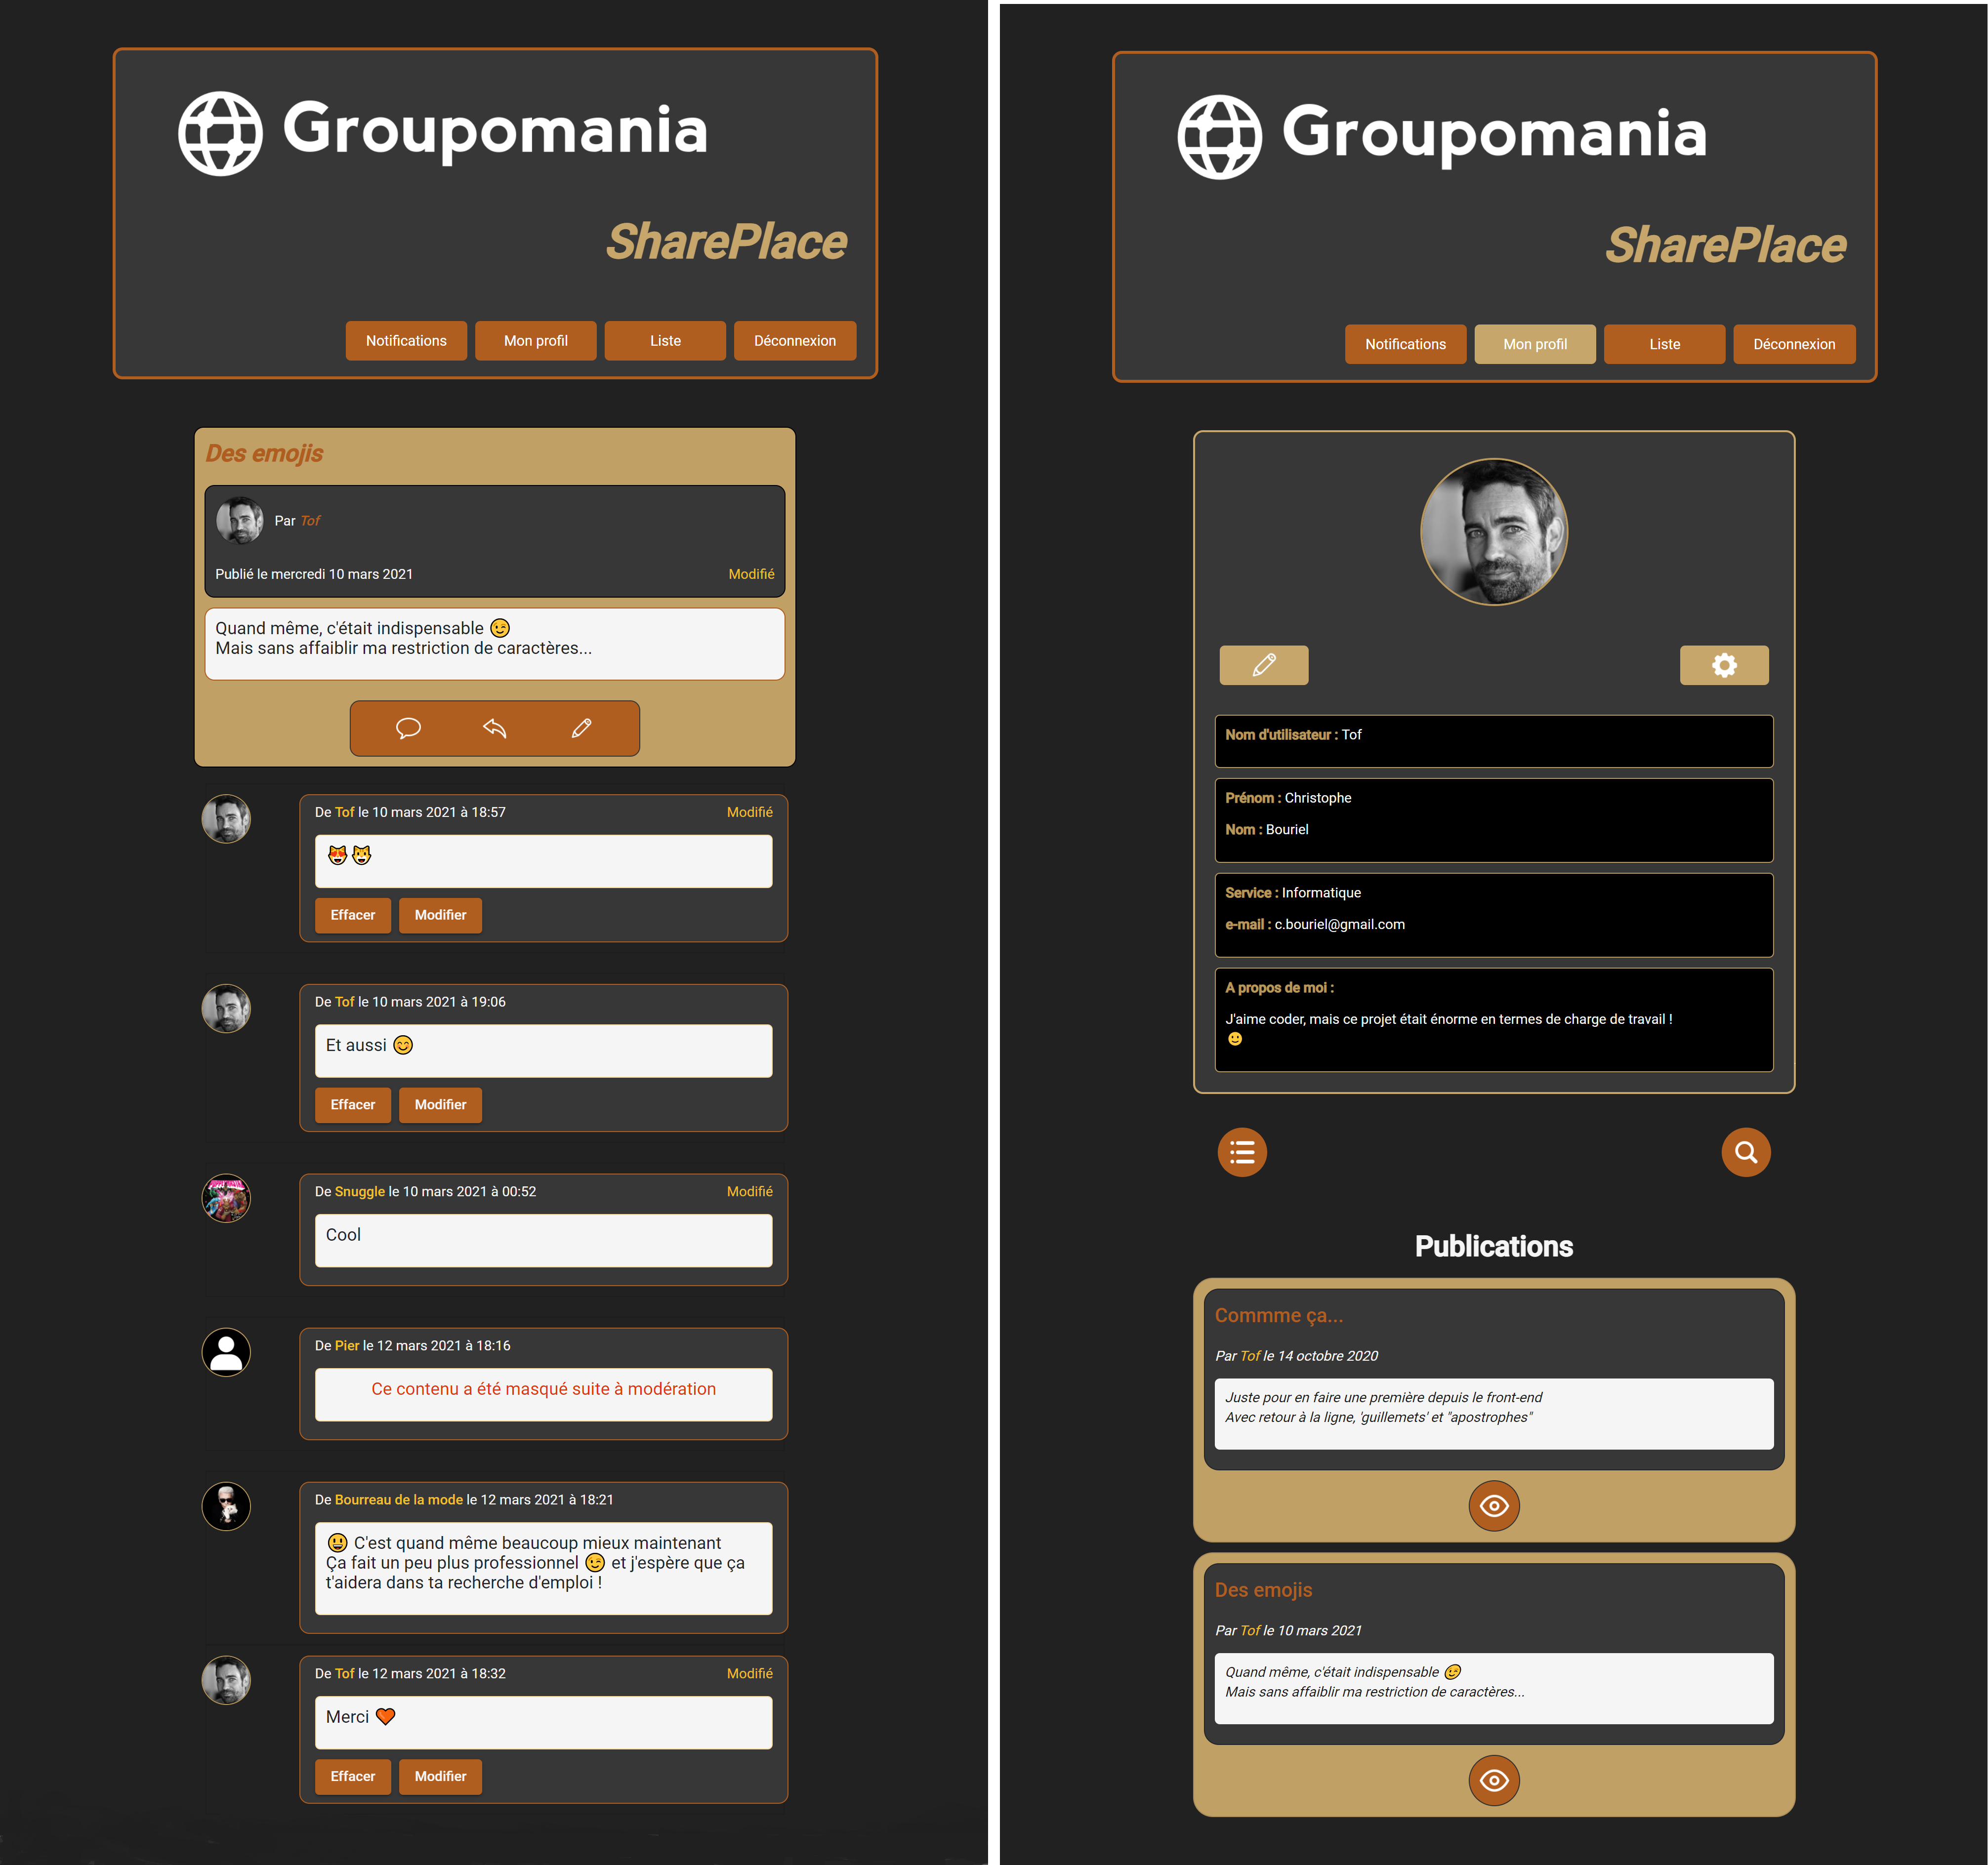 Groupomania
SharePlace
Notifications
Mon profil
Liste
Déconnexion
Des emojis
Par Tof
Publié le mercredi 10 mars 2021
Modifié
Quand même, c'était indispensable 😉
Mais sans affaiblir ma restriction de caractères...
De Tof le 10 mars 2021 à 18:57
Modifié
😻😺
Effacer
Modifier
De Tof le 10 mars 2021 à 19:06
Et aussi 😊
Effacer
Modifier
De Snuggle le 10 mars 2021 à 00:52
Modifié
Cool
De Pier le 12 mars 2021 à 18:16
Ce contenu a été masqué suite à modération
De Bourreau de la mode le 12 mars 2021 à 18:21
😃 C'est quand même beaucoup mieux maintenant
Ça fait un peu plus professionnel 😉 et j'espère que ça
t'aidera dans ta recherche d'emploi !
De Tof le 12 mars 2021 à 18:32
Modifié
Merci 🧡
Effacer
Modifier
Groupomania
SharePlace
Notifications
Mon profil
Liste
Déconnexion
Nom d'utilisateur : Tof
Prénom : Christophe
Nom : Bouriel
Service : Informatique
e-mail : c.bouriel@gmail.com
A propos de moi :
J'aime coder, mais ce projet était énorme en termes de charge de travail !
🙂
Publications
Commme ça...
Par Tof le 14 octobre 2020
Juste pour en faire une première depuis le front-end
Avec retour à la ligne, 'guillemets' et "apostrophes"
Des emojis
Par Tof le 10 mars 2021
Quand même, c'était indispensable 😉
Mais sans affaiblir ma restriction de caractères...